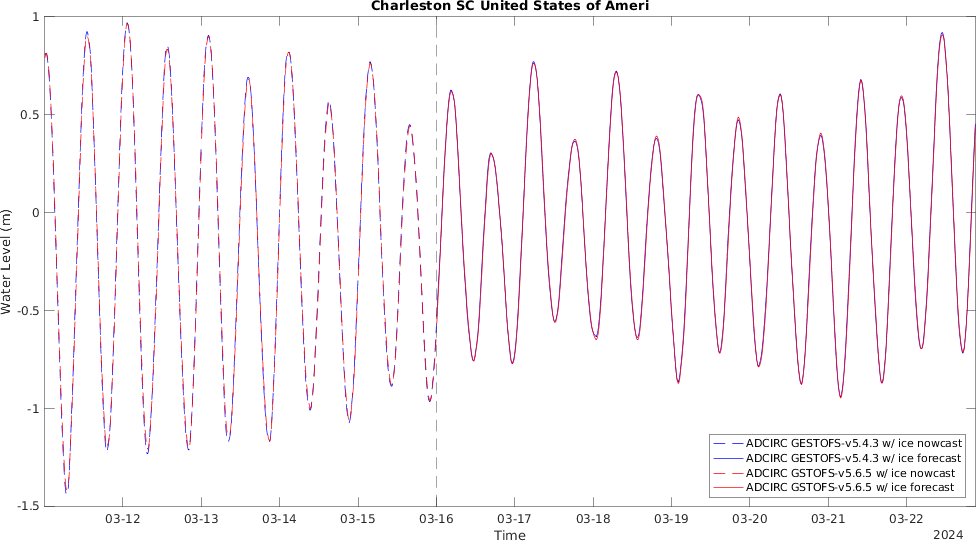 Charleston SC United States of Ameri
1
0.5
0
-0.5
-1
-1.5
Water Level (m)
ADCIRC GESTOFS-v5.4.3 w/ ice nowcast
ADCIRC GESTOFS-v5.4.3 w/ ice forecast
ADCIRC GSTOFS-v5.6.5 w/ ice nowcast
ADCIRC GSTOFS-v5.6.5 w/ ice forecast
03-12 03-13 03-14 03-15 03-16 03-17 03-18 03-19 03-20 03-21 03-22
Time
2024